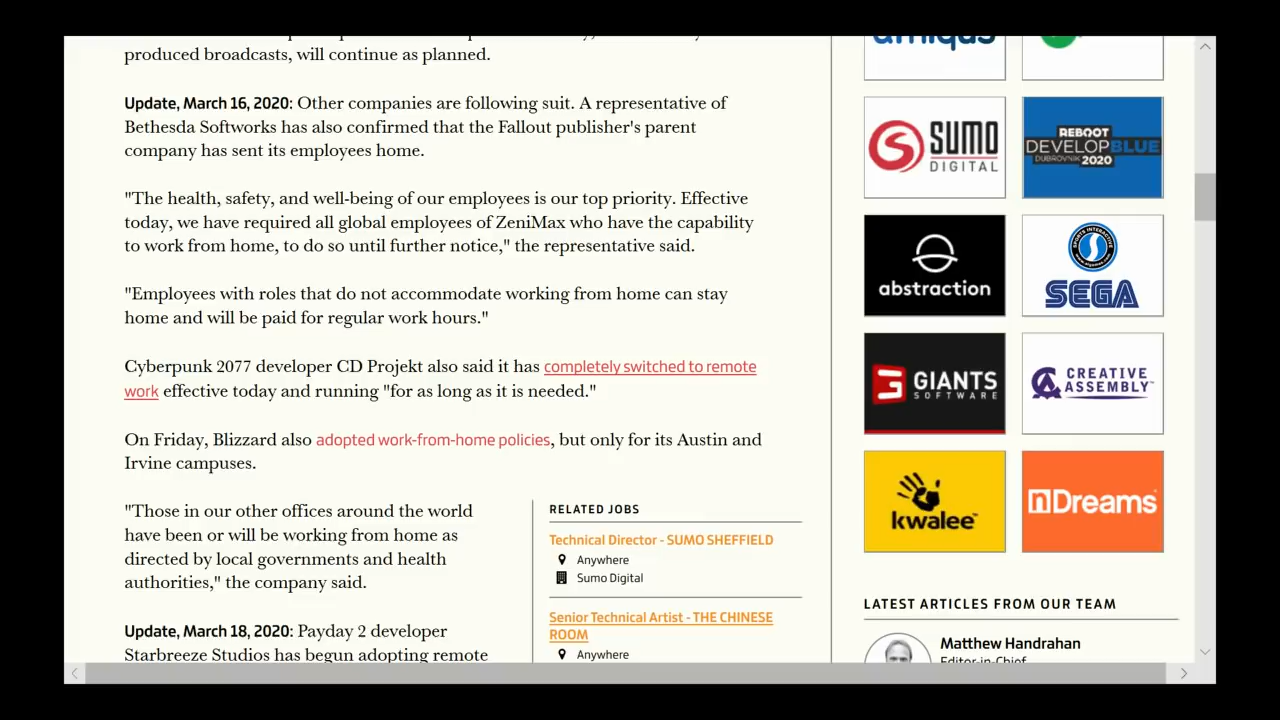 produced broadcasts, will continue as planned.
Update, March 16, 2020: Other companies are following suit. A representative of
Bethesda Softworks has also confirmed that the Fallout publisher's parent
company has sent its employees home.
"The health, safety, and well-being of our employees is our top priority. Effective
today, we have required all global employees of ZeniMax who have the capability
to work from home, to do so until further notice," the representative said.
"Employees with roles that do not accommodate working from home can stay
home and will be paid for regular work hours."
Cyberpunk 2077 developer CD Projekt also said it has completely switched to remote
work effective today and running "for as long as it is needed."
On Friday, Blizzard also adopted work-from-home policies, but only for its Austin and
Irvine campuses.
"Those in our other offices around the world
have been or will be working from home as
directed by local governments and health
authorities," the company said.
Update, March 18, 2020: Payday 2 developer
Starbreeze Studios has begun adopting remote
RELATED JOBS
Technical Director - SUMO SHEFFIELD
Anywhere
Sumo Digital
Senior Technical Artist - THE CHINESE
ROOM
Anywhere
amiqus
SUMO
DIGITAL
REBOOT
DEVELOPBLUE
DUBROVNIK 2020
abstraction
SPORTS INTERACTIVE
SEGA
GIANTS
SOFTWARE
CREATIVE
ASSEMBLY™
kwalee™
nDreams™
LATEST ARTICLES FROM OUR TEAM
Matthew Handrahan
Editor-in-Chief